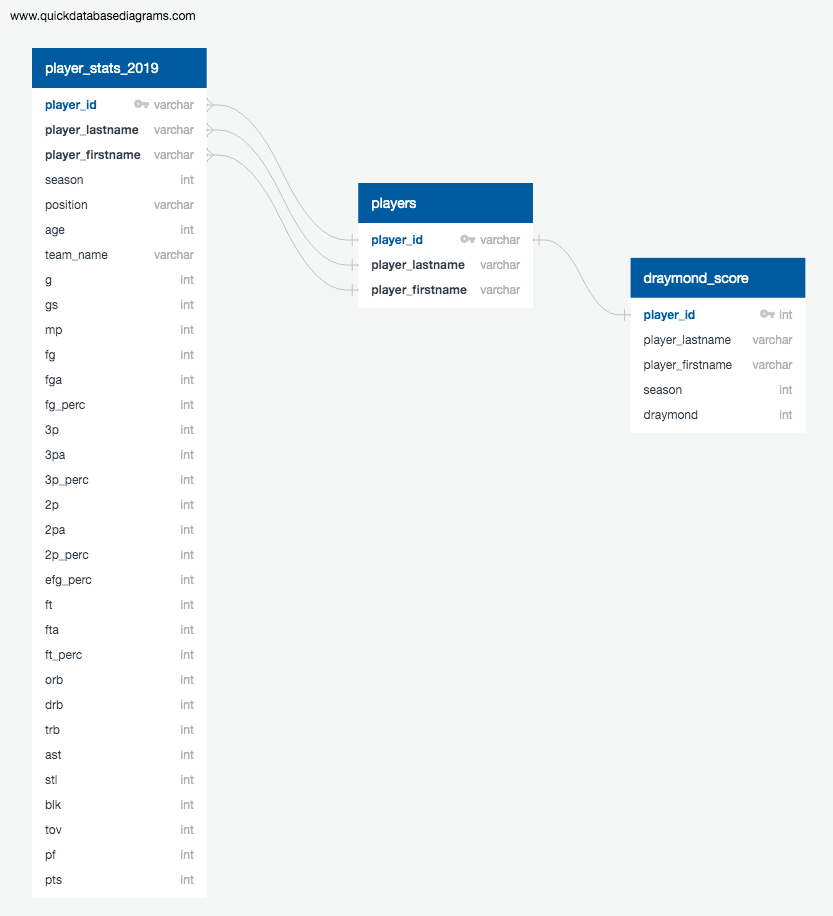 www.quickdatabasediagrams.com
player_stats_2019
player_id varchar
player_lastname varchar
player_firstname varchar
season int
position varchar
age int
team_name varchar
g int
gs int
mp int
fg int
fga int
fg_perc int
3p int
3pa int
3p_perc int
2p int
2pa int
2p_perc int
efg_perc int
ft int
fta int
ft_perc int
orb int
drb int
trb int
ast int
stl int
blk int
tov int
pf int
pts int
players
player_id varchar
player_lastname varchar
player_firstname varchar
draymond_score
player_id int
player_lastname varchar
player_firstname varchar
season int
draymond int